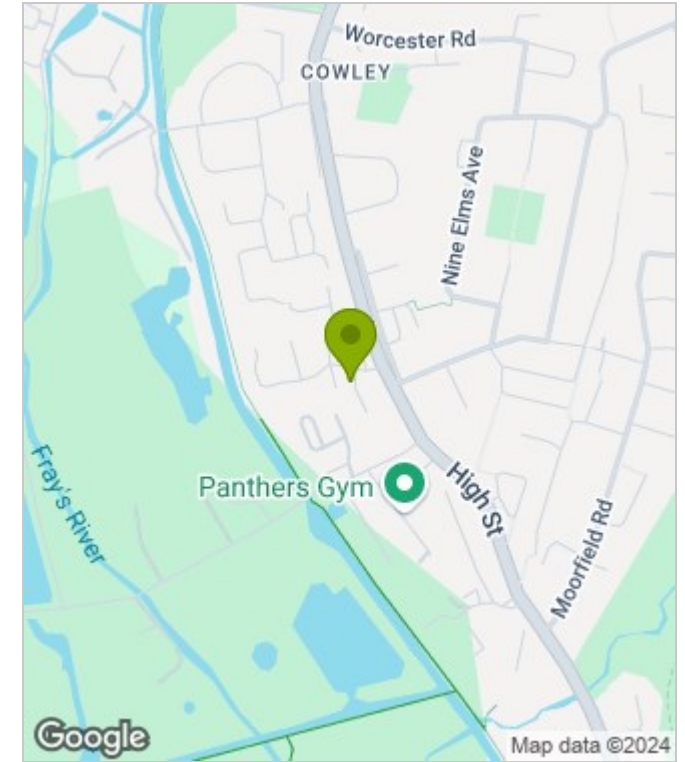 Worcester Rd
COWLEY
Nine Elms Ave
Fray's River
Panthers Gym
High St
Moorfield Rd
Google
Map data ©2024